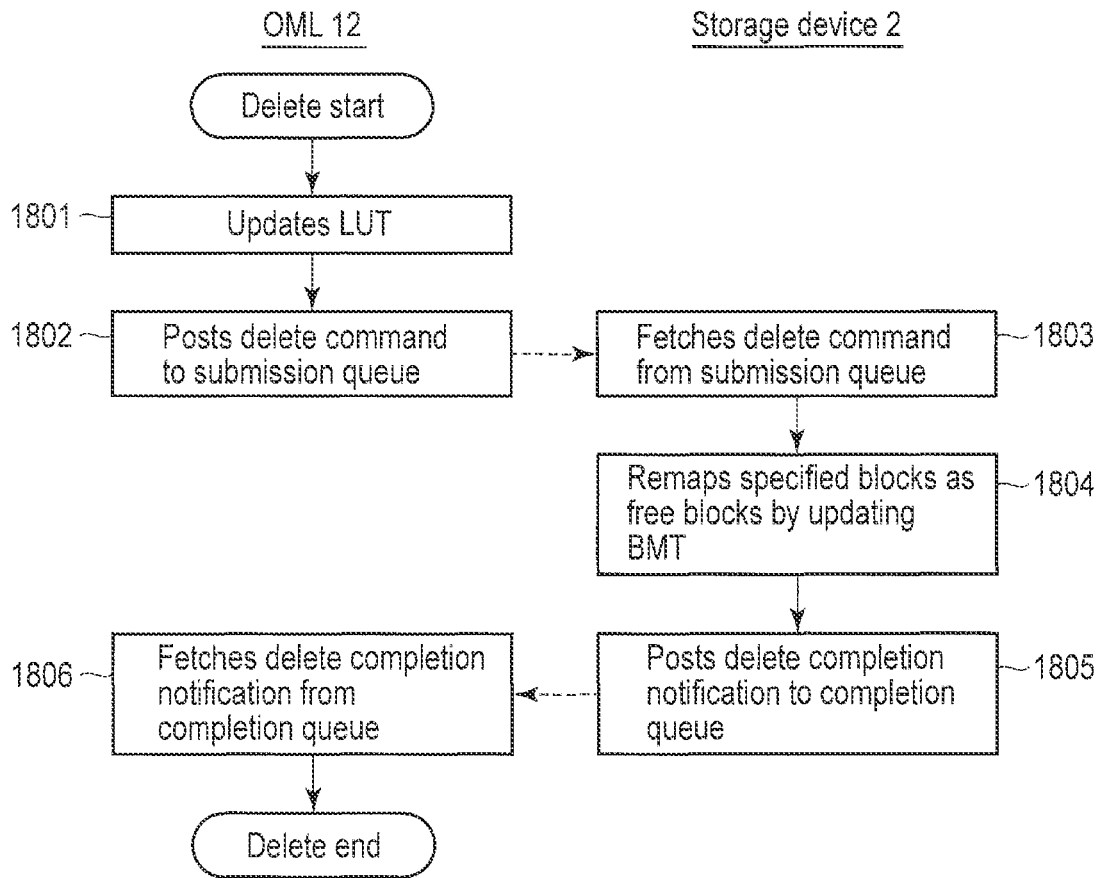 OML 12
Storage device 2
Delete start
1801
Updates LUT
1802
Posts delete command
to submission queue
Fetches delete command
from submission queue
1803
Remaps specified blocks as
free blocks by updating
BMT
1804
1806
Fetches delete completion
notification from
completion queue
Posts delete completion
notification to completion
queue
1805
Delete end